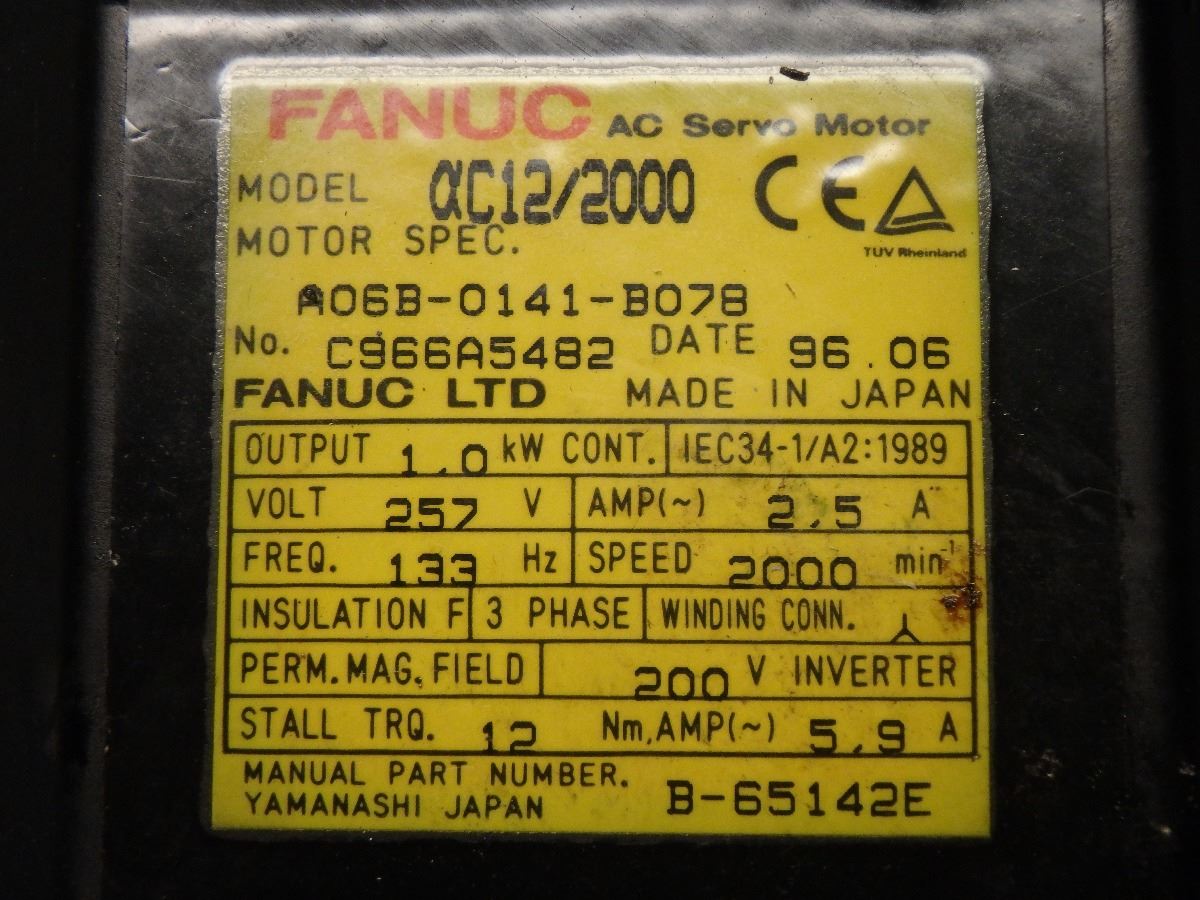 FANUC AC Servo Motor
MODEL αC12/2000 CE
TÜV Rheinland
MOTOR SPEC.
A06B-0141-B078
No. C966A5482 DATE 96.06
FANUC LTD MADE IN JAPAN
OUTPUT 1.0 kW CONT. IEC34-1/A2:1989
VOLT 257 V AMP(~) 2.5 A
FREQ. 133 Hz SPEED 2000 min⁻¹
INSULATION F 3 PHASE WINDING CONN.
PERM.MAG.FIELD 200 V INVERTER
STALL TRQ. 12 Nm,AMP(~) 5.9 A
MANUAL PART NUMBER.
YAMANASHI JAPAN B-65142E